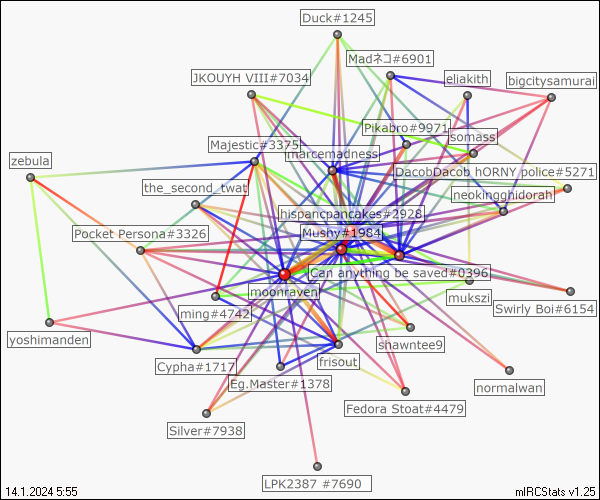 Duck#1245
Madネコ#6901
JKOUYH VIII#7034
eliakith
bigcitysamurai
Pikabro#9971
somass
Majestic#3375
marcemadness
zebula
DacobDacob hORNY police#5271
the_second_twat
neokingghidorah
hispancpancakes#2928
Pocket Persona#3326
Mushy#1984
Can anything be saved#0396
moonraven
mukszi
Swirly Boi#6154
ming#4742
yoshimanden
shawntee9
Cypha#1717
frisout
Eg.Master#1378
normalwan
Fedora Stoat#4479
Silver#7938
LPK2387 #7690
14.1.2024 5:55
mIRCStats v1.25